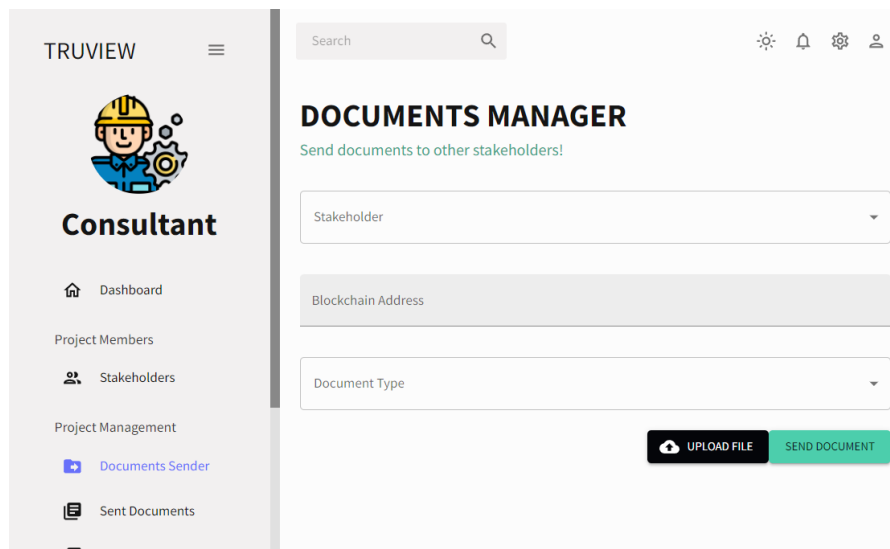 TRUVIEW
Consultant
Dashboard
Project Members
Stakeholders
Project Management
Documents Sender
Sent Documents
Search
DOCUMENTS MANAGER
Send documents to other stakeholders!
Stakeholder
Blockchain Address
Document Type
UPLOAD FILE
SEND DOCUMENT